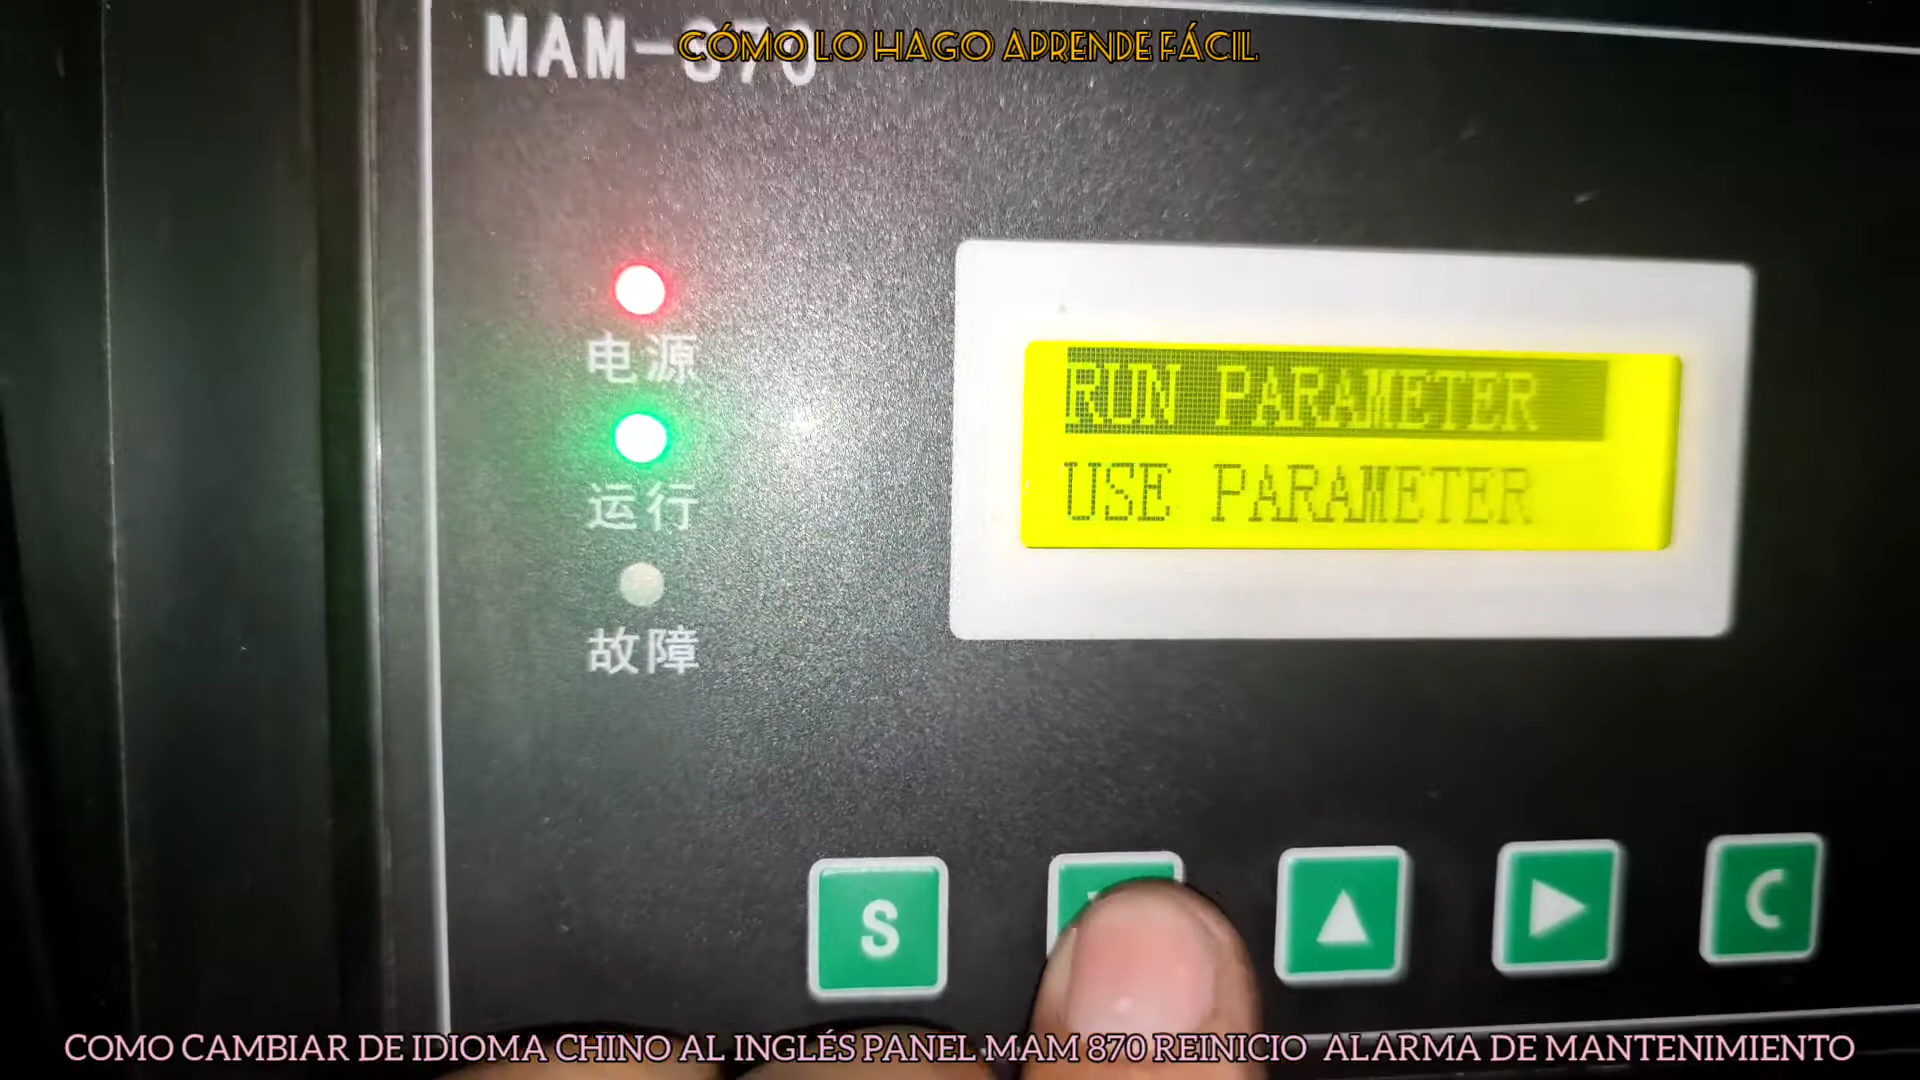 MAM-870
CÓMO LO HAGO APRENDE FÁCIL
电源
运行
故障
RUN PARAMETER
USE PARAMETER
S
C
COMO CAMBIAR DE IDIOMA CHINO AL INGLÉS PANEL MAM 870 REINICIO ALARMA DE MANTENIMIENTO